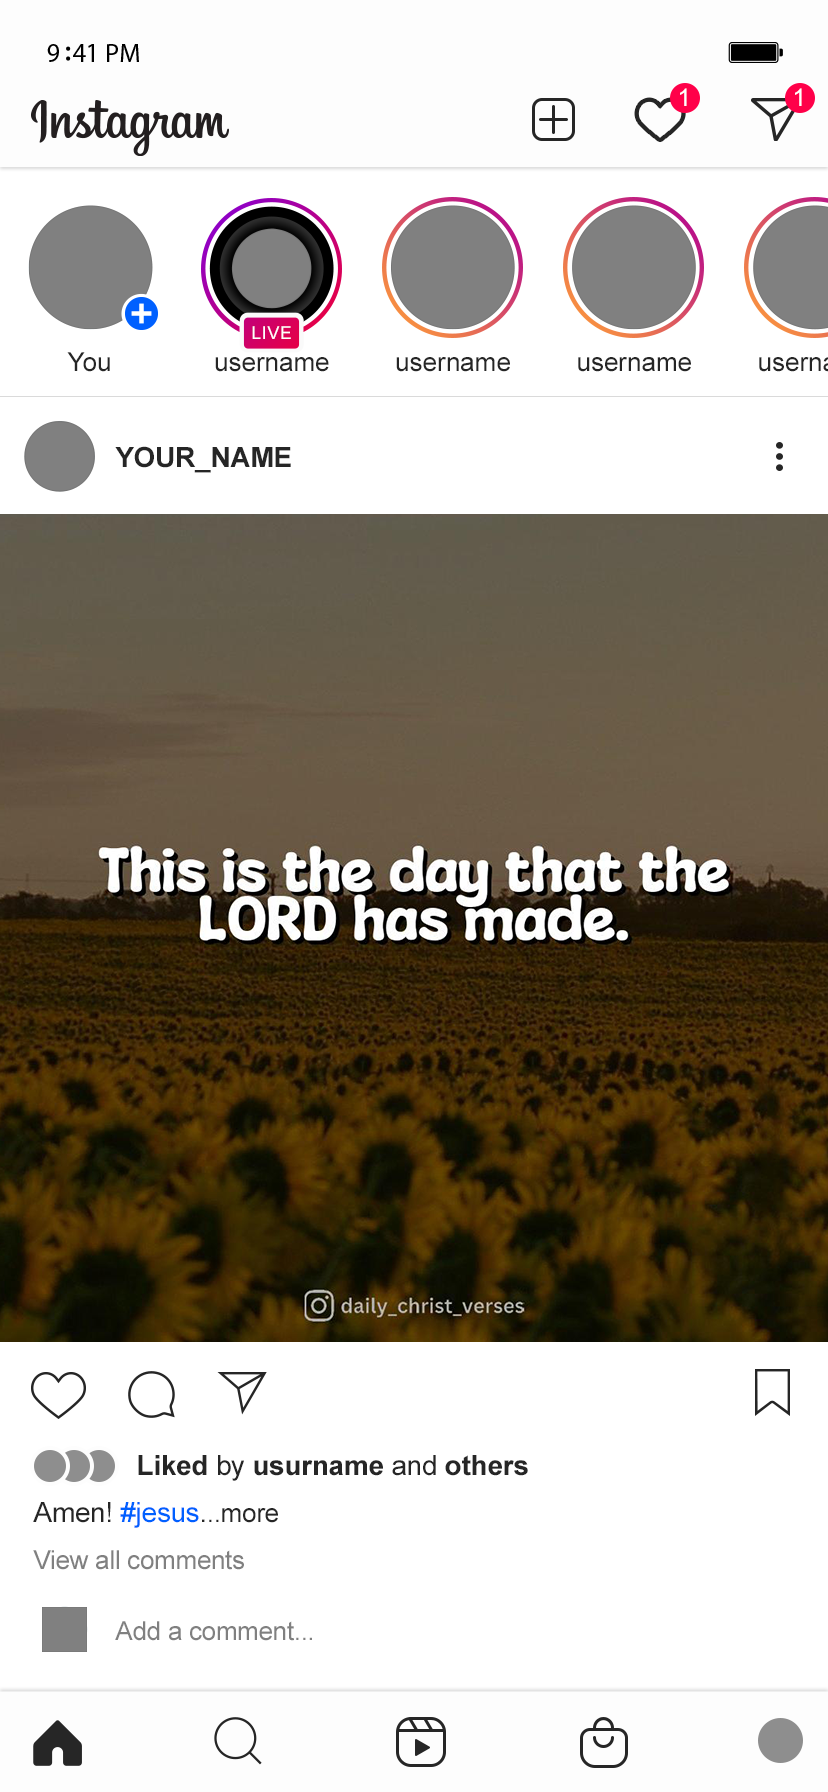 9:41 PM
Instagram
1
1
LIVE
You
username
username
username
userna
YOUR_NAME
This is the day that the
LORD has made.
daily_christ_verses
Liked by usurname and others
Amen! #jesus...more
View all comments
Add a comment...